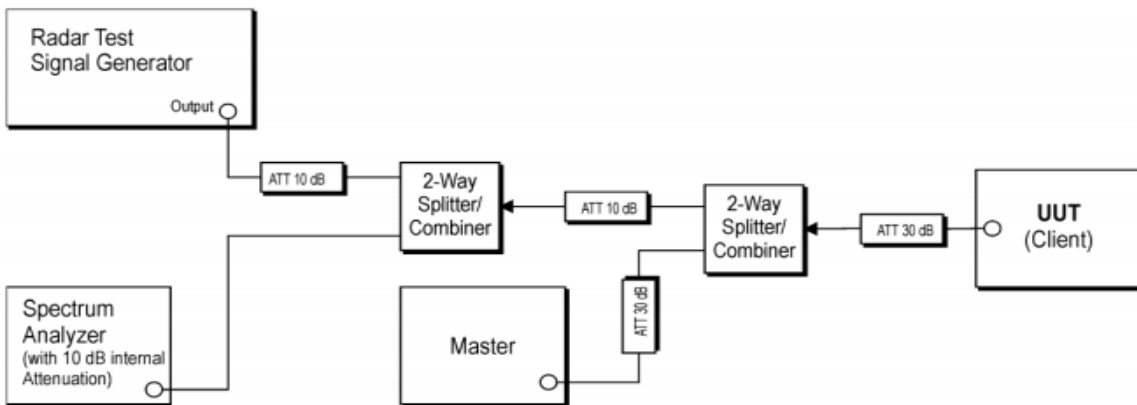 Radar Test
Signal Generator
Output
ATT 10 dB
2-Way
Splitter/
Combiner
ATT 10 dB
2-Way
Splitter/
Combiner
ATT 30 dB
UUT
(Client)
Spectrum
Analyzer
(with 10 dB internal
Attenuation)
Master
ATT 30 dB